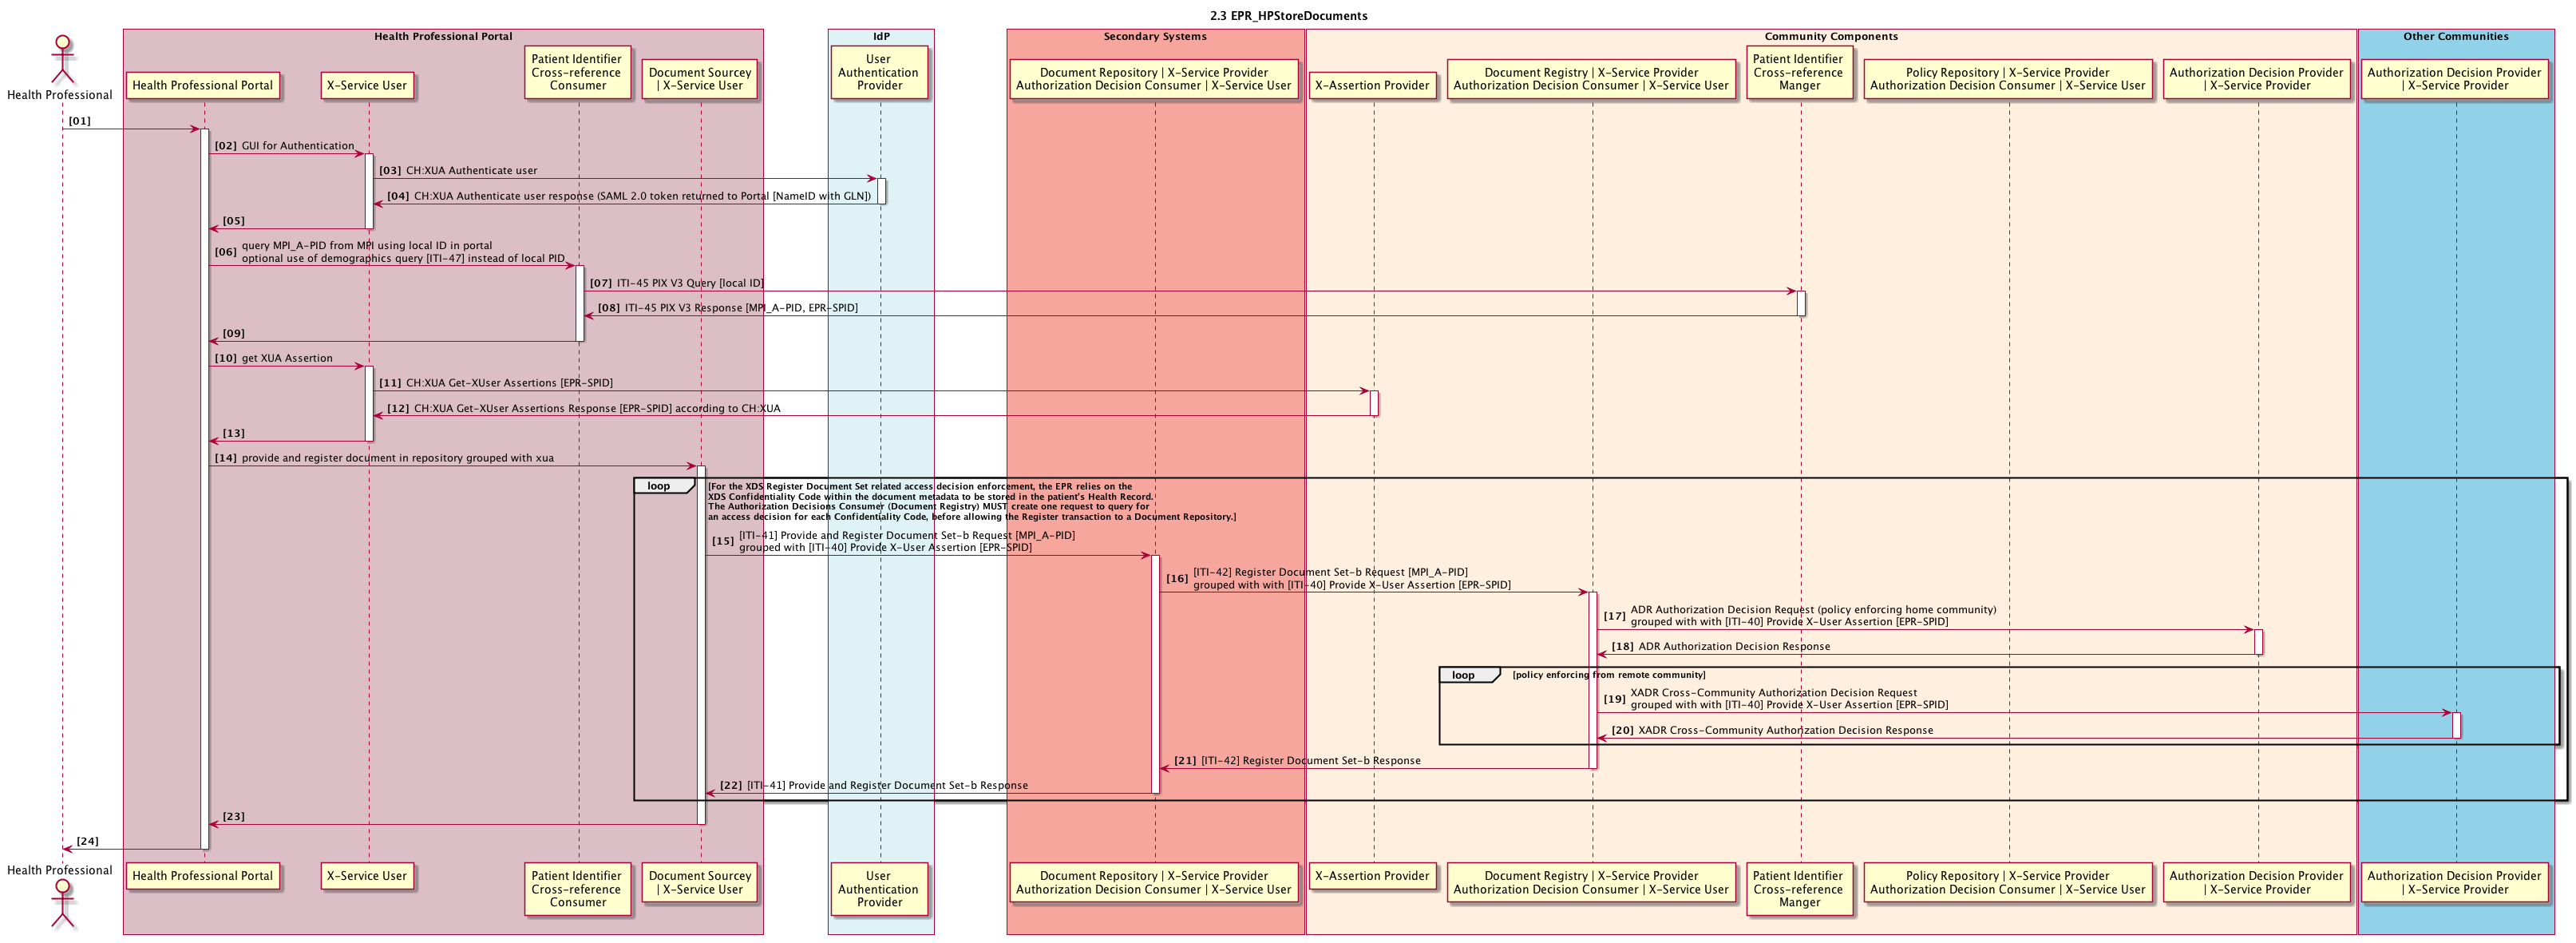 2.3 EPR_HPStoreDocuments
Health Professional Portal
IdP
Secondary Systems
Community Components
Other Communities
Health Professional
Health Professional Portal
X-Service User
Patient Identifier
Cross-reference
Consumer
Document Sourcey
| X-Service User
User
Authentication
Provider
Document Repository | X-Service Provider
Authorization Decision Consumer | X-Service User
X-Assertion Provider
Document Registry | X-Service Provider
Authorization Decision Consumer | X-Service User
Patient Identifier
Cross-reference
Manger
Policy Repository | X-Service Provider
Authorization Decision Consumer | X-Service User
Authorization Decision Provider
| X-Service Provider
Authorization Decision Provider
| X-Service Provider
[01]
[02] GUI for Authentication
[03] CH:XUA Authenticate user
[04] CH:XUA Authenticate user response (SAML 2.0 token returned to Portal [NameID with GLN])
[05]
[06] query MPI_A-PID from MPI using local ID in portal
optional use of demographics query [ITI-47] instead of local PID
[07] ITI-45 PIX V3 Query [local ID]
[08] ITI-45 PIX V3 Response [MPI_A-PID, EPR-SPID]
[09]
[10] get XUA Assertion
[11] CH:XUA Get-XUser Assertions [EPR-SPID]
[12] CH:XUA Get-XUser Assertions Response [EPR-SPID] according to CH:XUA
[13]
[14] provide and register document in repository grouped with xua
loop [For the XDS Register Document Set related access decision enforcement, the EPR relies on the
XDS Confidentiality Code within the document metadata to be stored in the patient's Health Record.
The Authorization Decisions Consumer (Document Registry) MUST create one request to query for
an access decision for each Confidentiality Code, before allowing the Register transaction to a Document Repository.]
[15] [ITI-41] Provide and Register Document Set-b Request [MPI_A-PID]
grouped with [ITI-40] Provide X-User Assertion [EPR-SPID]
[16] [ITI-42] Register Document Set-b Request [MPI_A-PID]
grouped with with [ITI-40] Provide X-User Assertion [EPR-SPID]
[17] ADR Authorization Decision Request (policy enforcing home community)
grouped with with [ITI-40] Provide X-User Assertion [EPR-SPID]
[18] ADR Authorization Decision Response
loop [policy enforcing from remote community]
[19] XADR Cross-Community Authorization Decision Request
grouped with with [ITI-40] Provide X-User Assertion [EPR-SPID]
[20] XADR Cross-Community Authorization Decision Response
[21] [ITI-42] Register Document Set-b Response
[22] [ITI-41] Provide and Register Document Set-b Response
[23]
[24]
Health Professional
Health Professional Portal
X-Service User
Patient Identifier
Cross-reference
Consumer
Document Sourcey
| X-Service User
User
Authentication
Provider
Document Repository | X-Service Provider
Authorization Decision Consumer | X-Service User
X-Assertion Provider
Document Registry | X-Service Provider
Authorization Decision Consumer | X-Service User
Patient Identifier
Cross-reference
Manger
Policy Repository | X-Service Provider
Authorization Decision Consumer | X-Service User
Authorization Decision Provider
| X-Service Provider
Authorization Decision Provider
| X-Service Provider